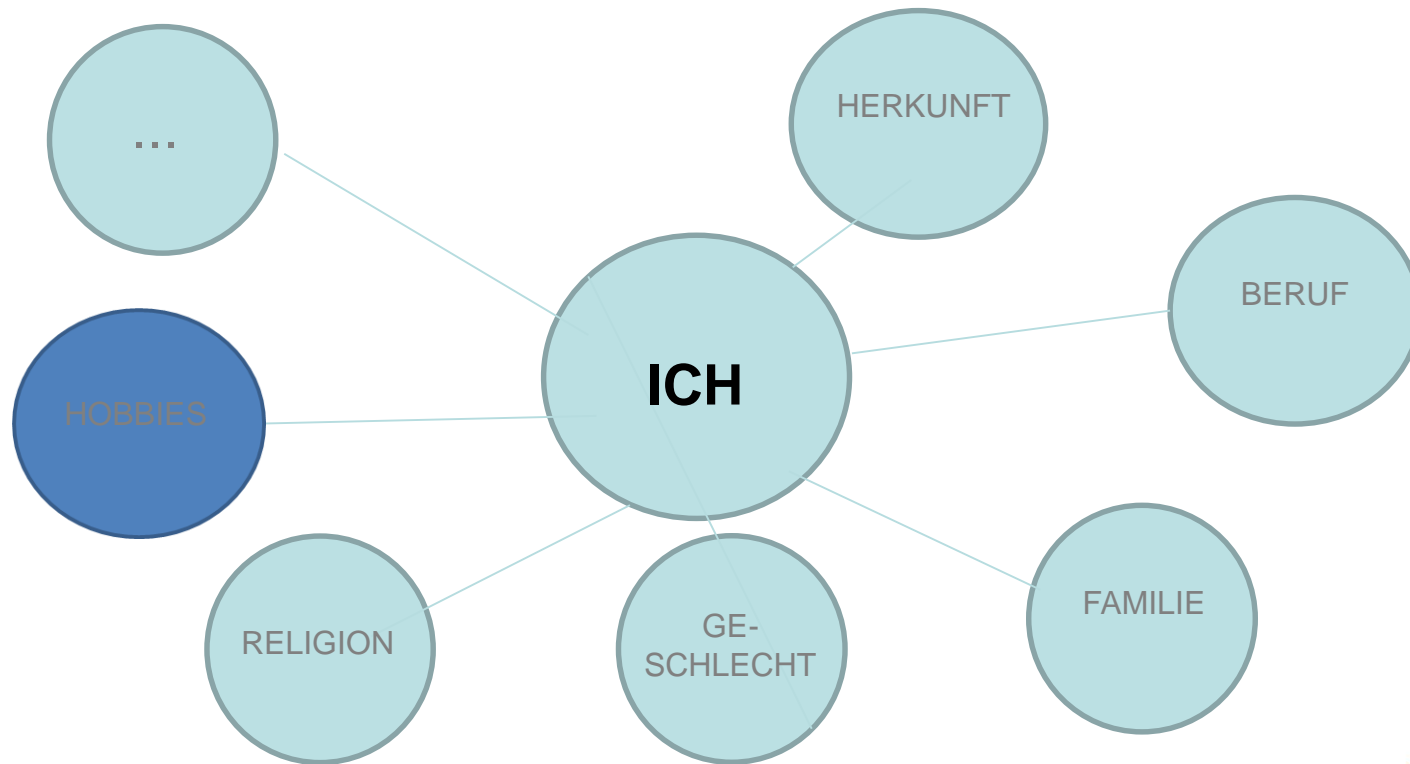 ...
HERKUNFT
BERUF
ICH
HOBBIES
FAMILIE
RELIGION
GE-
SCHLECHT